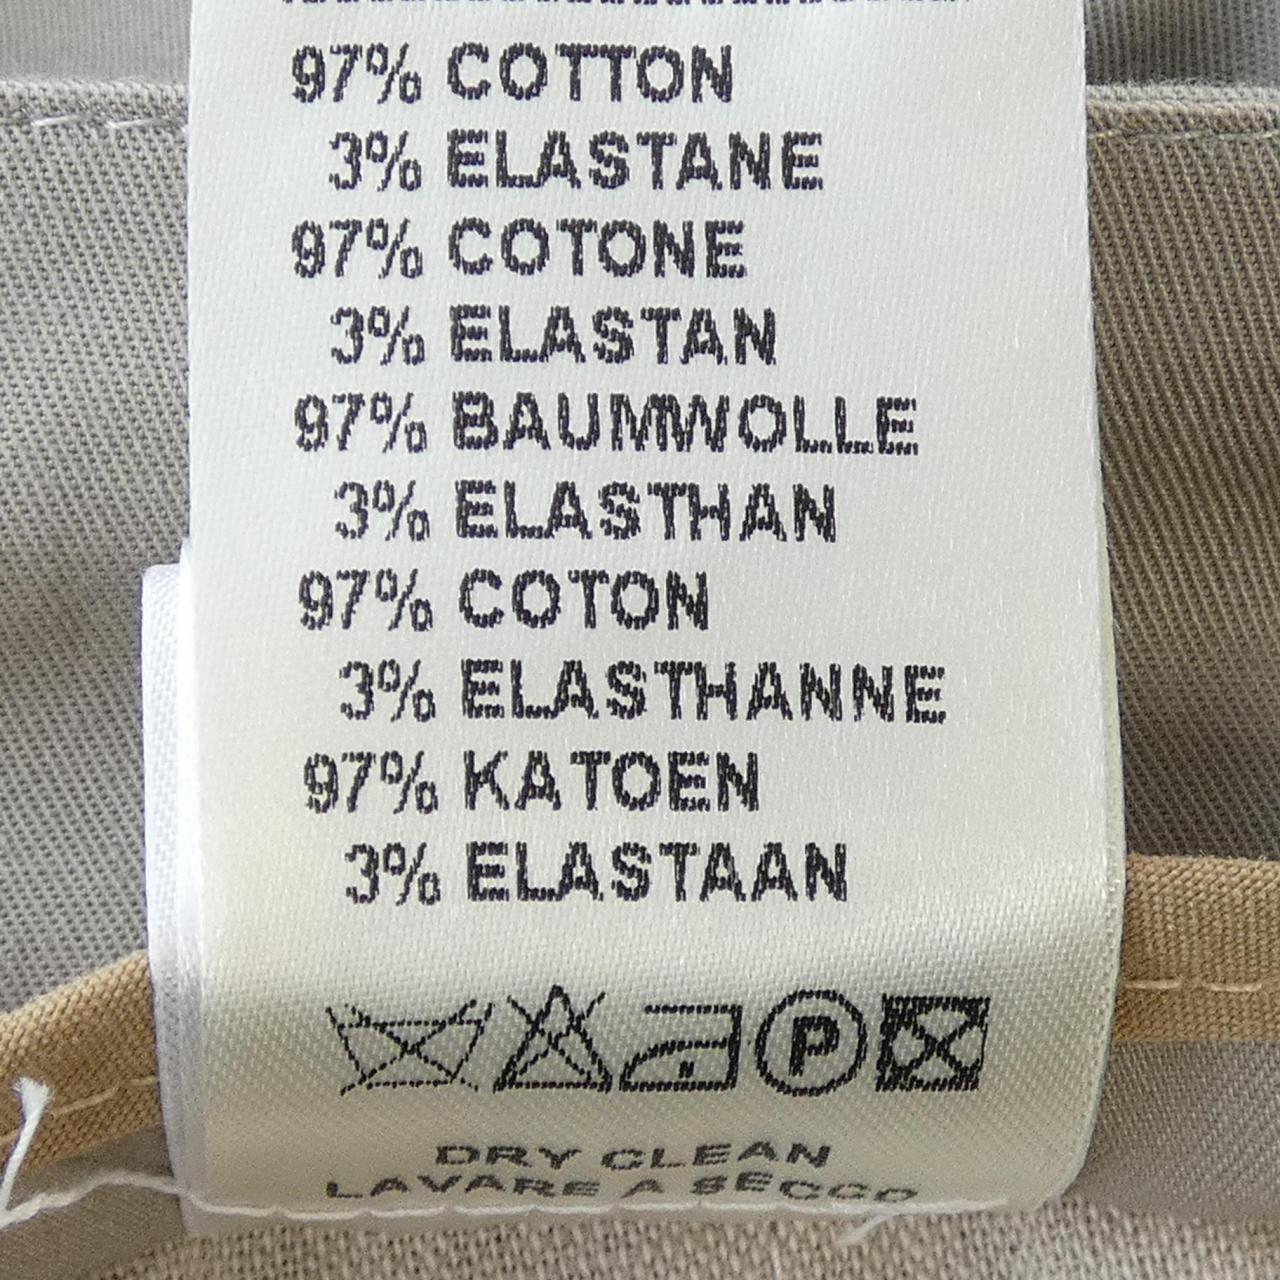 97% COTTON
3% ELASTANE
97% COTONE
3% ELASTAN
97% BAUMWOLLE
3% ELASTHAN
97% COTON
3% ELASTHANNE
97% KATOEN
3% ELASTAAN
P
DRY CLEAN
LAVARE A SECCO